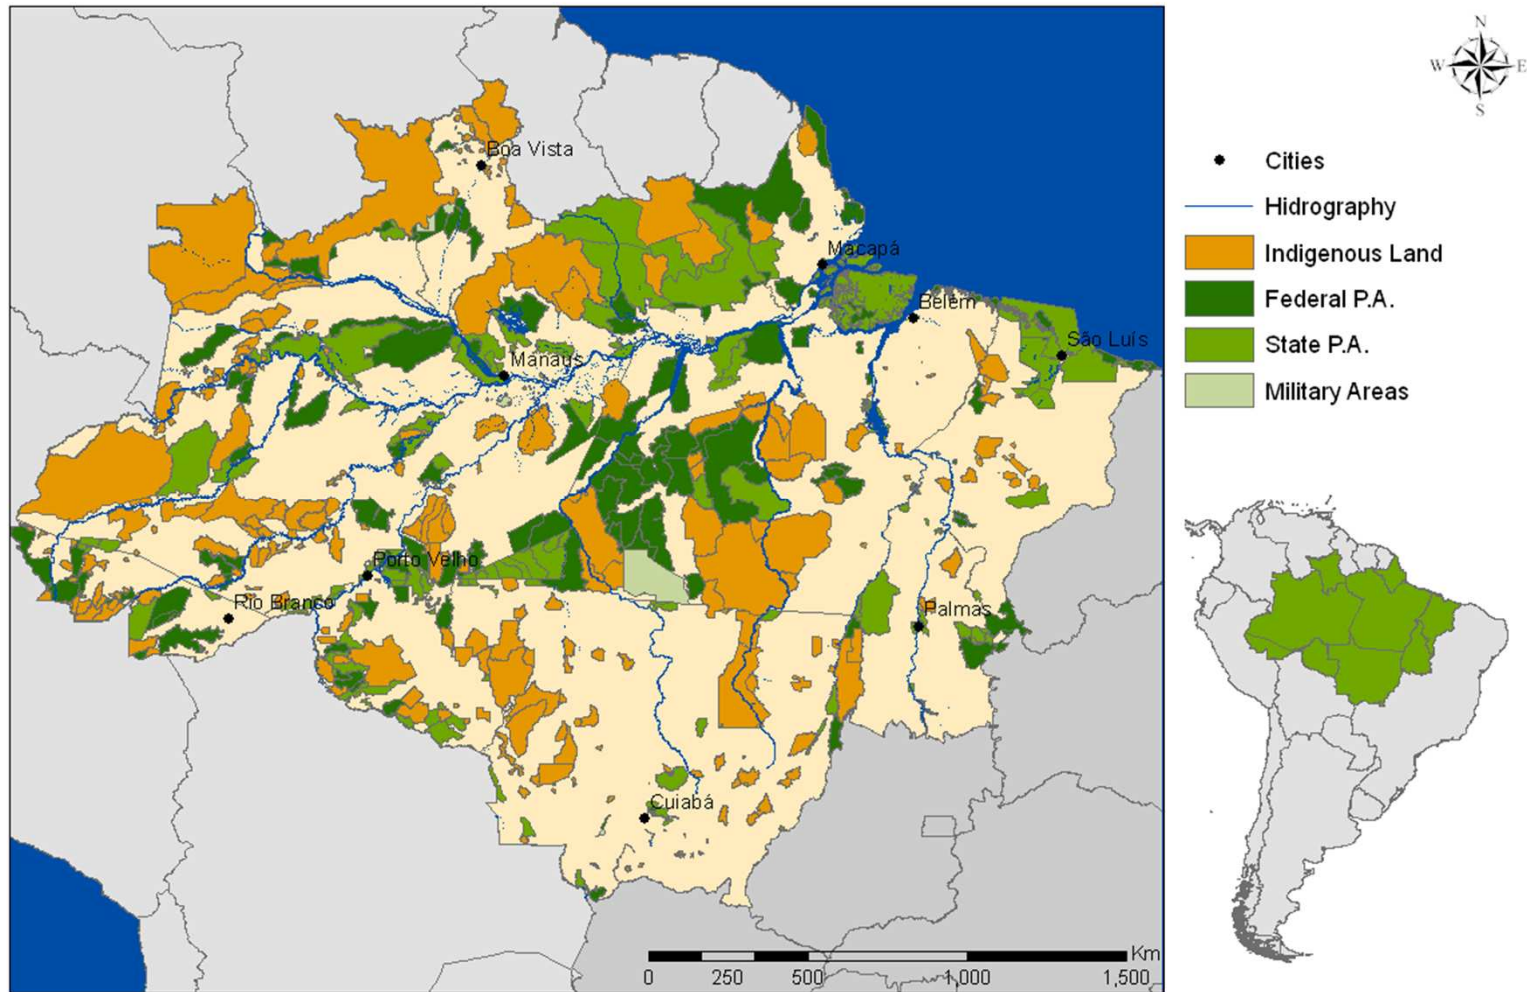 N
W E
S
Boa Vista
Cities
Hidrography
Macapá
Indigenous Land
Federal P.A.
Belém
São Luís
State P.A.
Manaus
Military Areas
Porto Velho
Rio Branco
Palmas
Cuiabá
Km
0 250 500 1,000 1,500